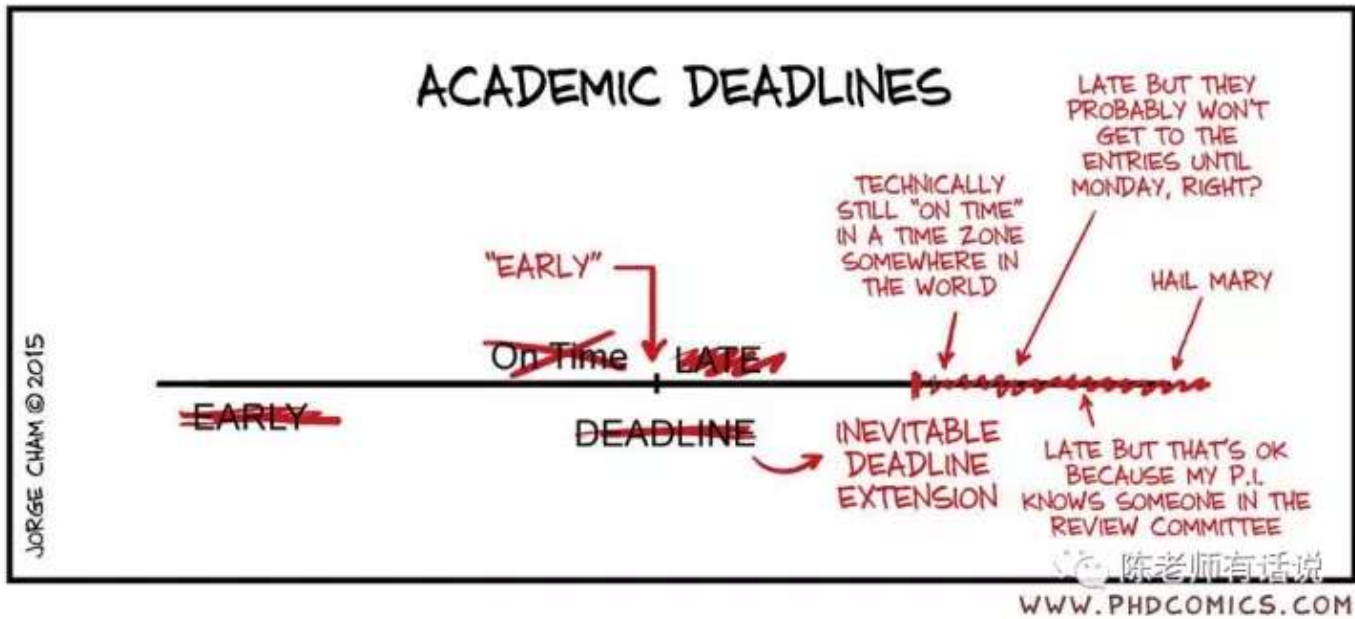 ACADEMIC DEADLINES
LATE BUT THEY
PROBABLY WON'T
GET TO THE
ENTRIES UNTIL
MONDAY, RIGHT?
TECHNICALLY
STILL "ON TIME"
IN A TIME ZONE
SOMEWHERE IN
THE WORLD
"EARLY"
HAIL MARY
On Time
LATE
EARLY
DEADLINE
INEVITABLE
DEADLINE
EXTENSION
LATE BUT THAT'S OK
BECAUSE MY P.I.
KNOWS SOMEONE IN THE
REVIEW COMMITTEE
JORGE CHAM © 2015
陈老师有话说
WWW.PHDCOMICS.COM